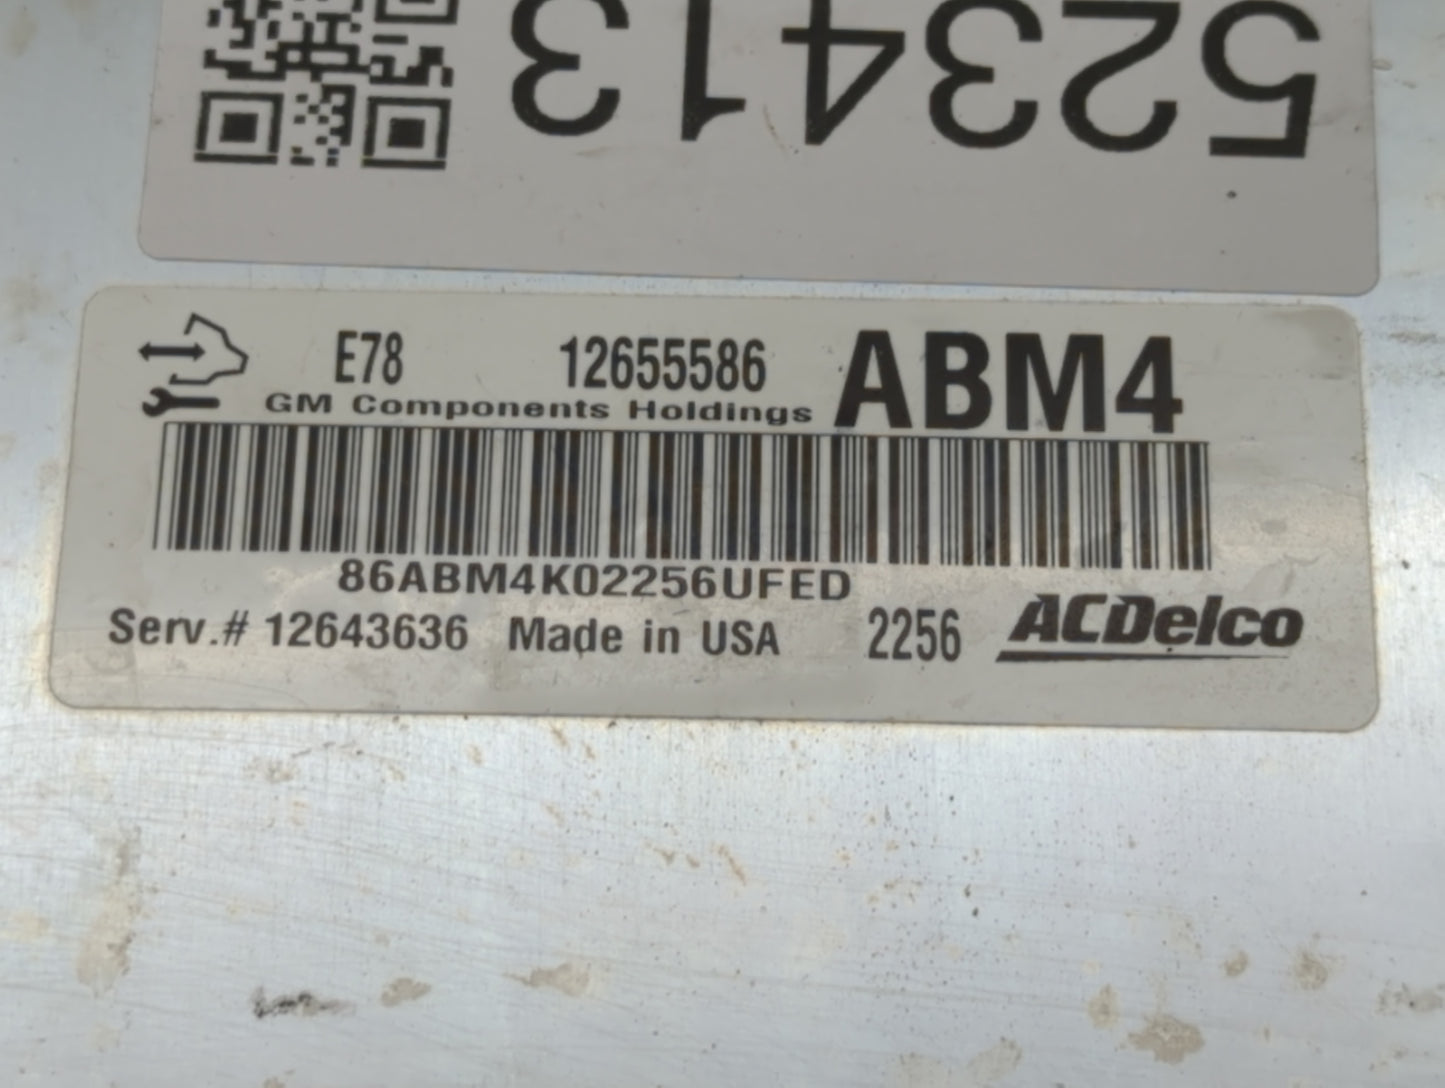 523413
E78 12655586 ABM4
GM Components Holdings
86ABM4K02256UFED
Serv.# 12643636 Made in USA 2256 ACDelco